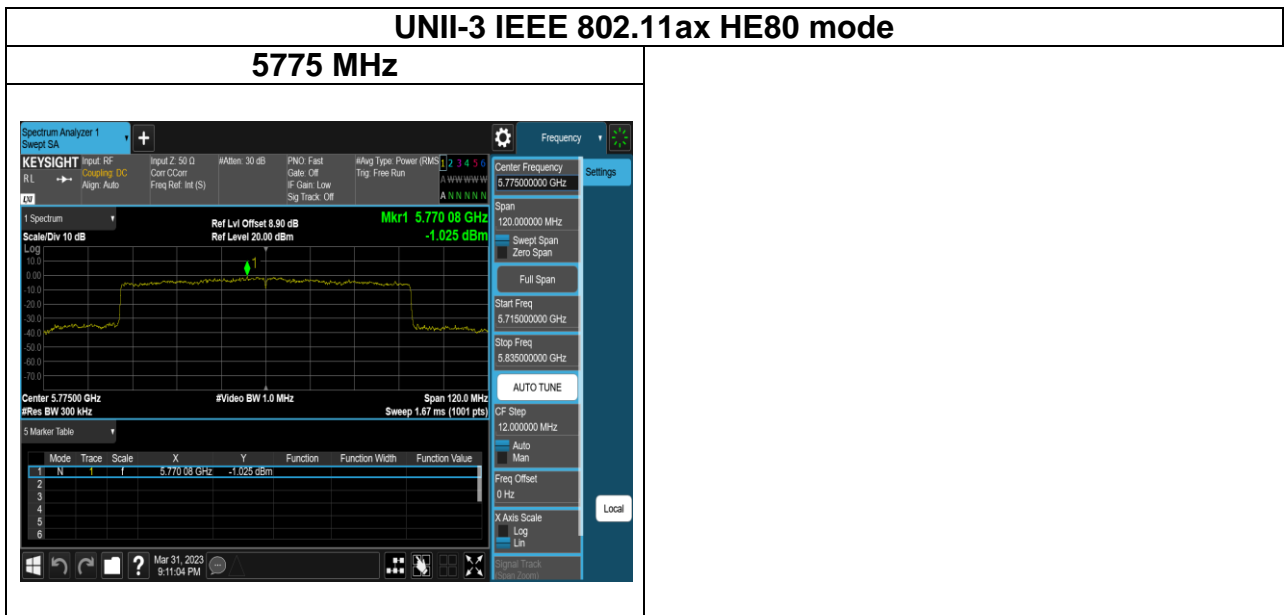 UNII-3 IEEE 802.11ax HE80 mode
5775 MHz
Spectrum Analyzer 1
Swept SA
Frequency
KEYSIGHT
RL
LXI
Input: RF
Coupling: DC
Align: Auto
Input Z: 50 Ω
Corr CCorr
Freq Ref: Int (S)
#Atten: 30 dB
PNO: Fast
Gate: Off
IF Gain: Low
Sig Track: Off
#Avg Type: Power (RMS
Trig: Free Run
1 2 3 4 5 6
A W W W W W
A N N N N N
Center Frequency
5.775000000 GHz
Settings
1 Spectrum
Scale/Div 10 dB
Ref Lvl Offset 8.90 dB
Ref Level 20.00 dBm
Mkr1 5.770 08 GHz
-1.025 dBm
Log
10.0
0.00
-10.0
-20.0
-30.0
-40.0
-50.0
-60.0
-70.0
1
Center 5.77500 GHz
#Res BW 300 kHz
#Video BW 1.0 MHz
Span 120.0 MHz
Sweep 1.67 ms (1001 pts)
Span
120.000000 MHz
Swept Span
Zero Span
Full Span
Start Freq
5.715000000 GHz
Stop Freq
5.835000000 GHz
AUTO TUNE
CF Step
12.000000 MHz
Auto
Man
Freq Offset
0 Hz
X Axis Scale
Log
Lin
Signal Track
(Span Zoom)
Local
5 Marker Table
Mode Trace Scale X Y Function Function Width Function Value
1 N 1 f 5.770 08 GHz -1.025 dBm
2
3
4
5
6
Mar 31, 2023
9:11:04 PM